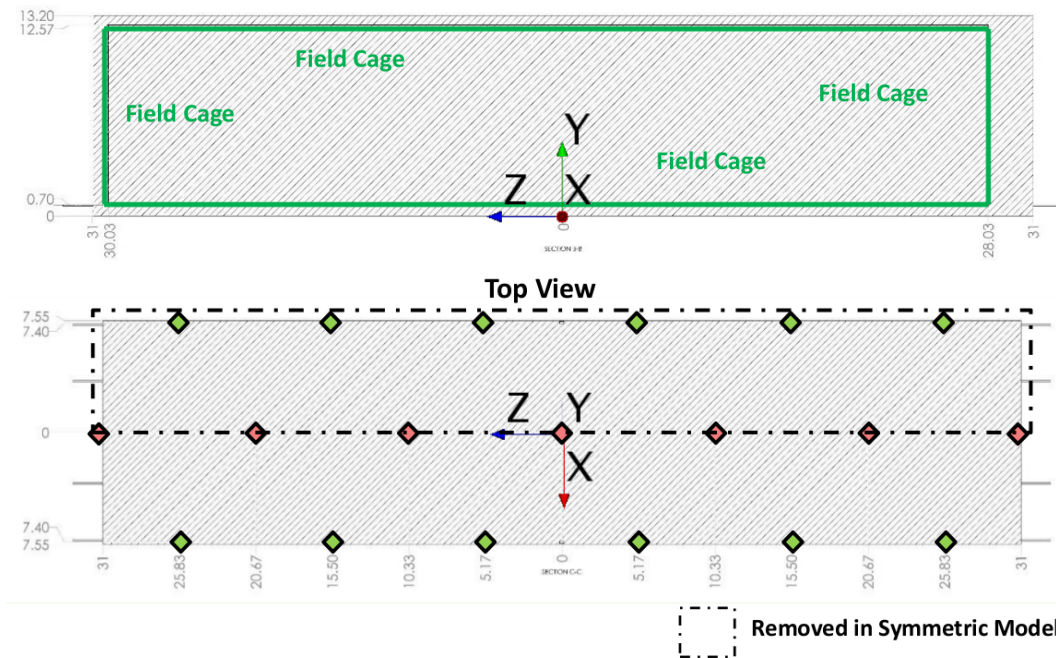 13.20
12.57
Field Cage
Field Cage
Field Cage
Field Cage
Y
Z
X
0.70
0
31
30.03
0
28.03
31
Top View
7.55
7.40
Z
Y
0
X
7.40
7.55
31
25.83
20.67
15.50
10.33
5.17
0
5.17
10.33
15.50
20.67
25.83
31
SECTION C-C
Removed in Symmetric Model